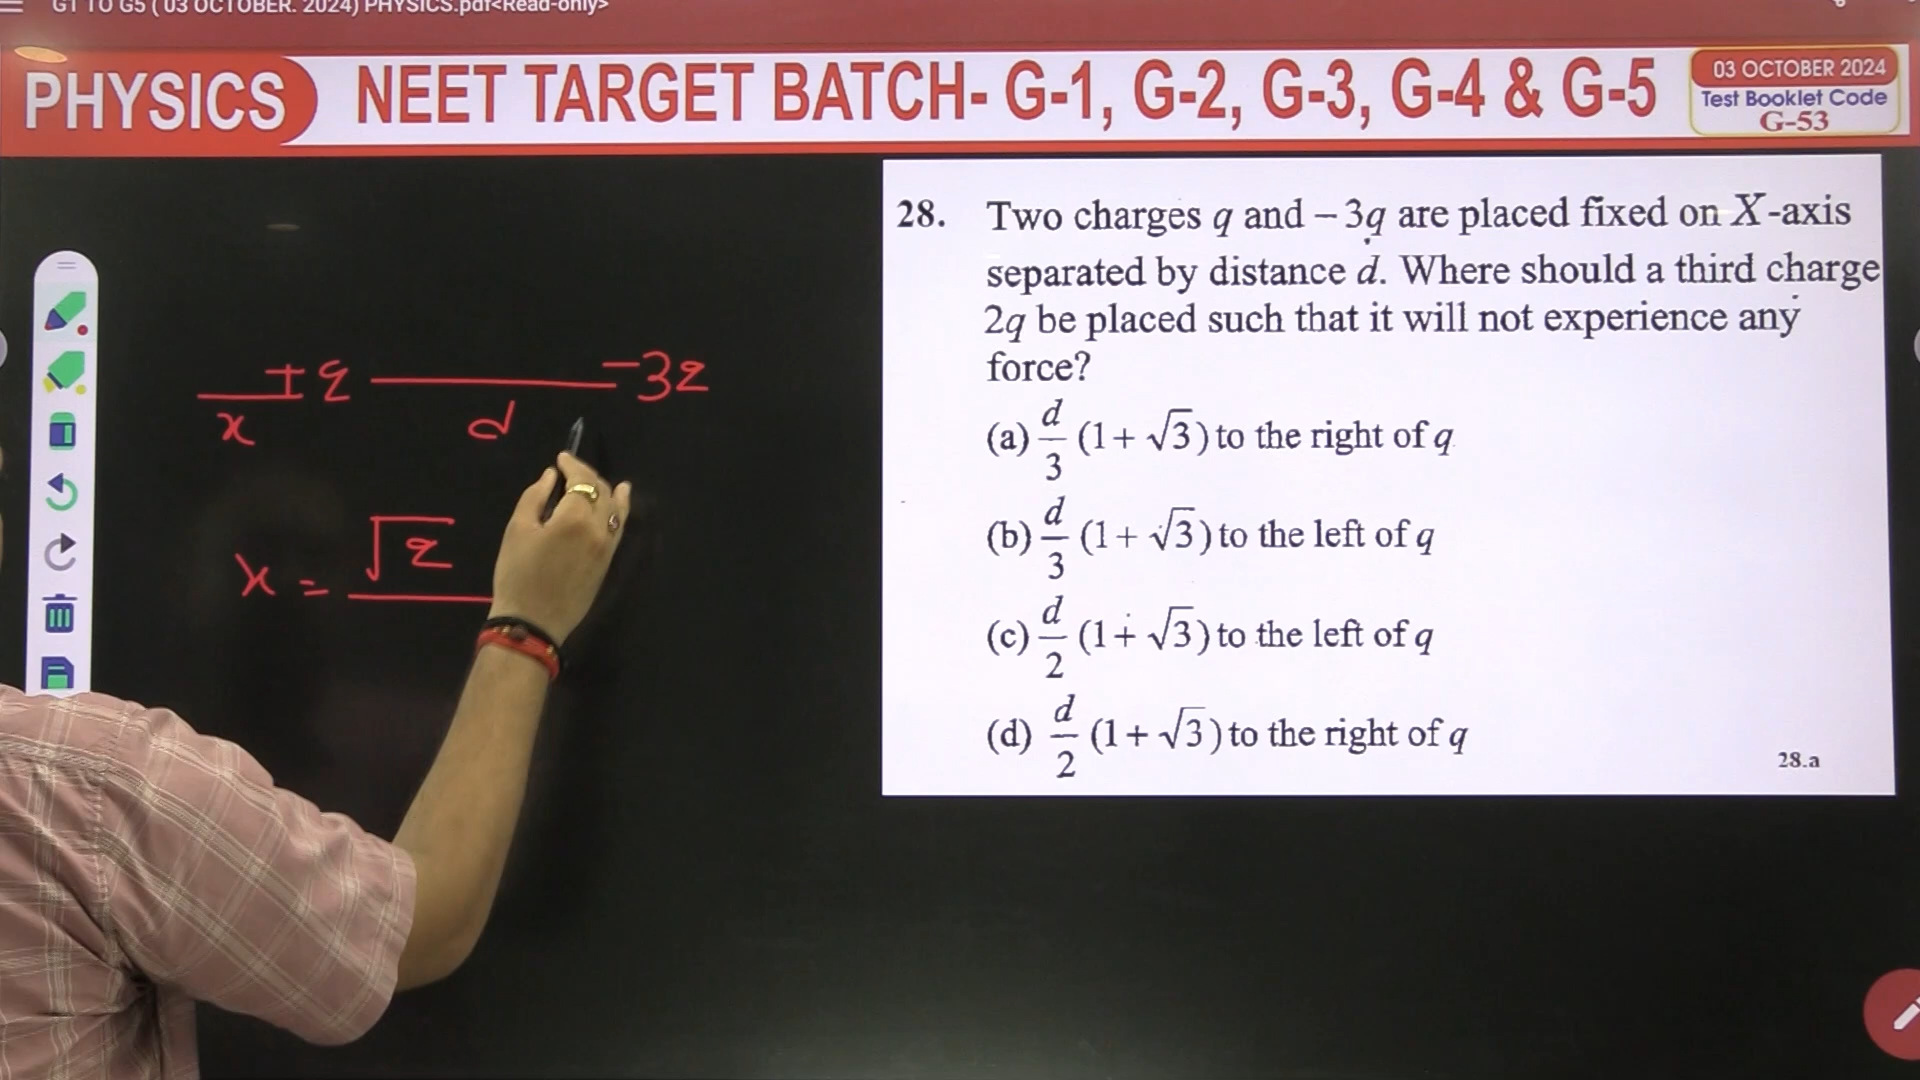 G1 TO G5 ( 03 OCTOBER. 2024) PHYSICS.pdf<Read-only>
PHYSICS
NEET TARGET BATCH- G-1, G-2, G-3, G-4 & G-5
03 OCTOBER 2024
Test Booklet Code
G-53
28. Two charges q and – 3q are placed fixed on X-axis
separated by distance d. Where should a third charge
2q be placed such that it will not experience any
force?
(a) d/3 (1+ √3) to the right of q
(b) d/3 (1+ √3) to the left of q
(c) d/2 (1+ √3) to the left of q
(d) d/2 (1+ √3) to the right of q
28.a
+q -3q
x d
x = √q